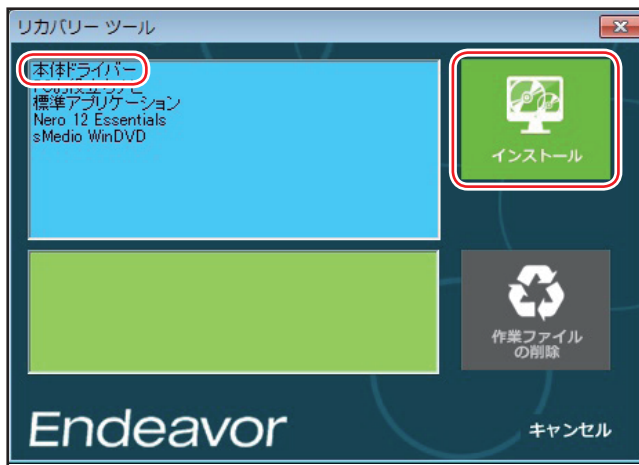 リカバリー ツール
本体ドライバー
標準アプリケーション
Nero 12 Essentials
sMedio WinDVD
インストール
作業ファイル
の削除
Endeavor
キャンセル